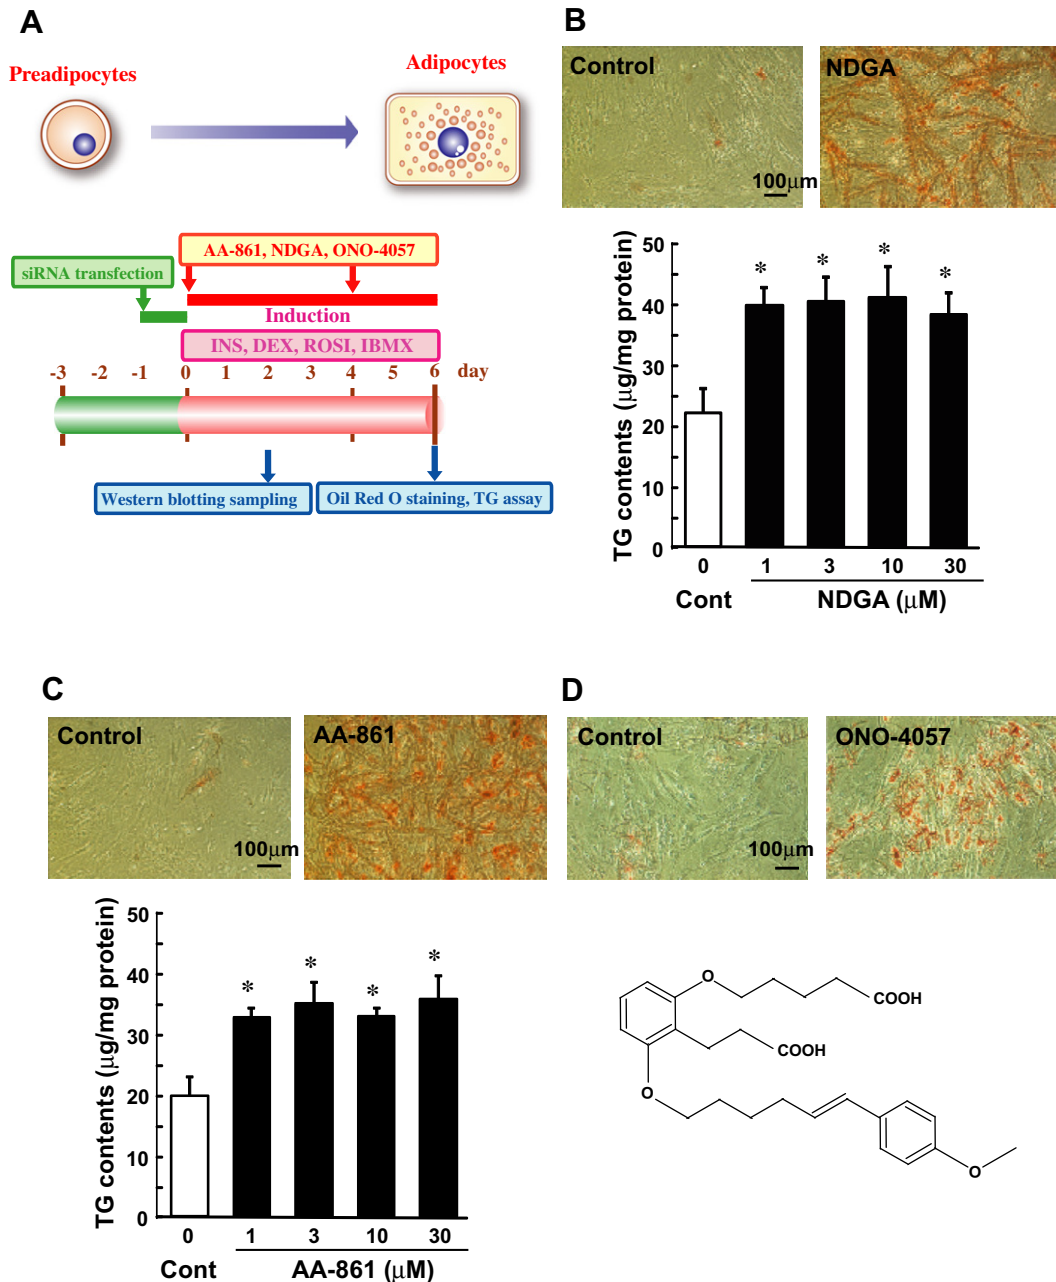 A
Preadipocytes
Adipocytes
AA-861, NDGA, ONO-4057
siRNA transfection
Induction
INS, DEX, ROSI, IBMX
-3 -2 -1 0 1 2 3 4 5 6 day
Western blotting sampling
Oil Red O staining, TG assay
B
Control
100μm
NDGA
TG contents (μg/mg protein)
50
40
30
20
10
0
* * * *
0 1 3 10 30
Cont NDGA (μM)
C
Control
100μm
AA-861
TG contents (μg/mg protein)
50
40
30
20
10
0
* * * *
0 1 3 10 30
Cont AA-861 (μM)
D
Control
100μm
ONO-4057
O
COOH
COOH
O
O